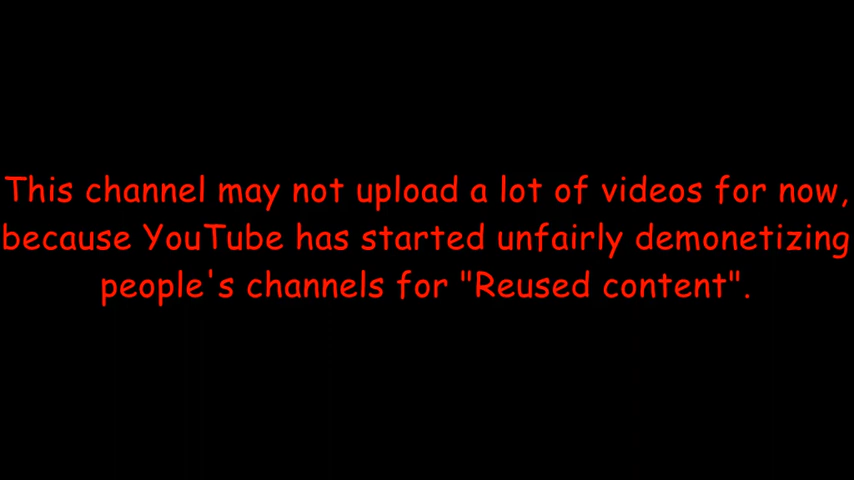 This channel may not upload a lot of videos for now,
because YouTube has started unfairly demonetizing
people's channels for "Reused content".